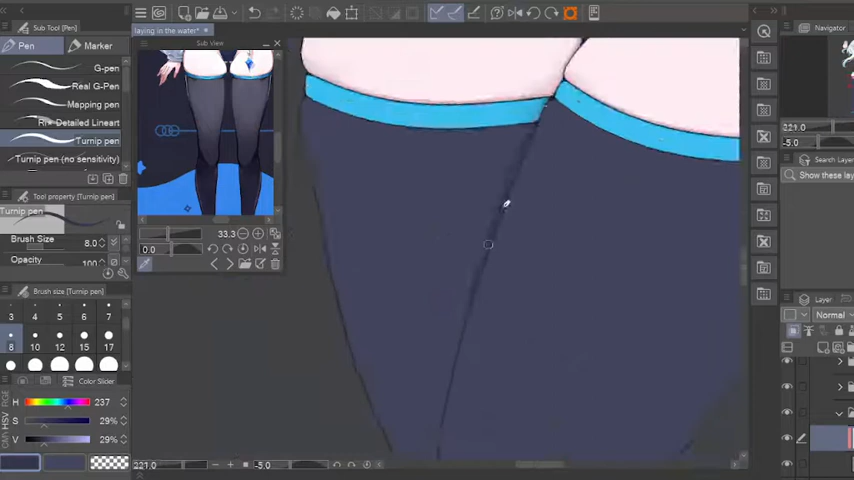 Sub Tool [Pen]
Pen
Marker
G-pen
Real G-Pen
Mapping pen
Detailed Lineart
Turnip pen
Turnip pen (no sensitivity)
Tool property [Turnip pen]
Turnip pen
Brush Size 8.0
Opacity 100
Brush size [Turnip pen]
3 4 5 6 7
8 10 12 15 17
Color Slider
H 237
S 29%
V 29%
laying in the water*
Sub View
33.3
0.0
221.0
-5.0
Navigator
221.0
-5.0
Search Layer
Show these lay
Layer
Normal